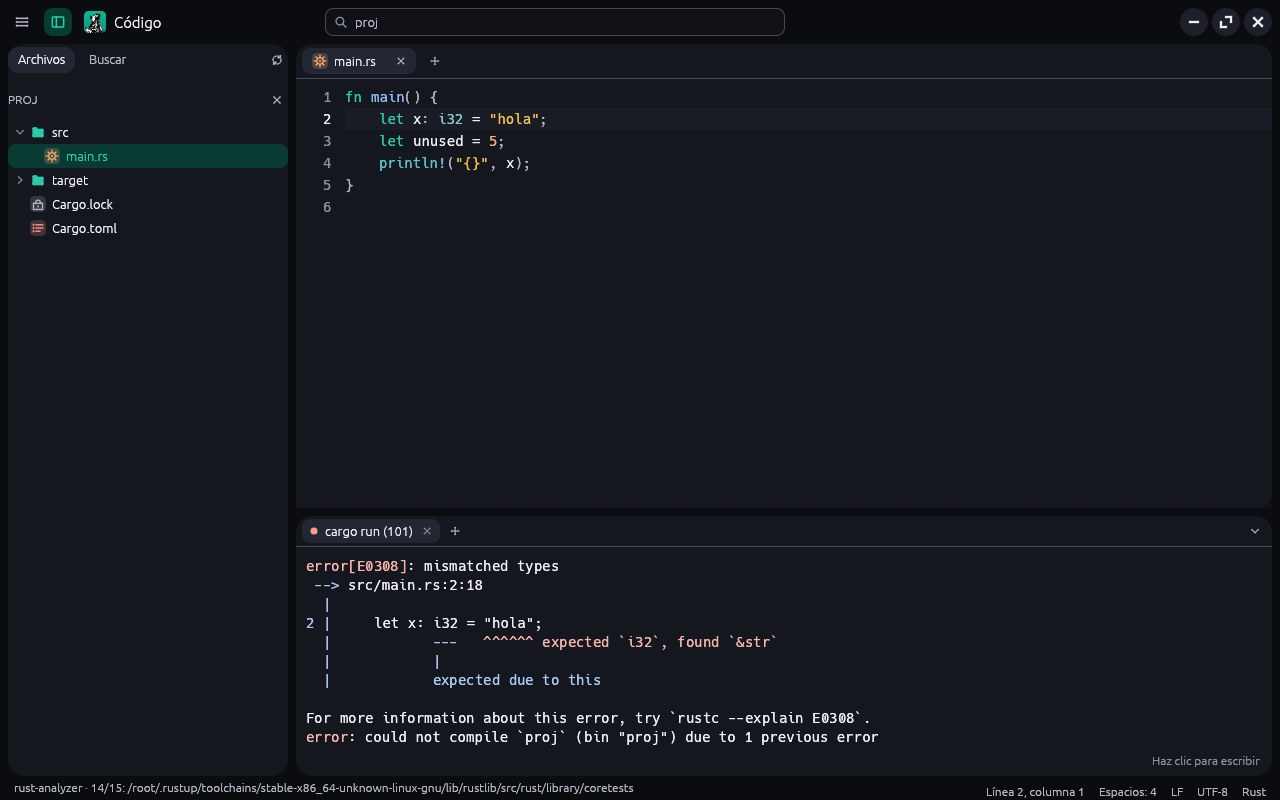 Código
proj
Archivos
Buscar
PROJ
src
main.rs
target
Cargo.lock
Cargo.toml
main.rs
1 fn main() {
2     let x: i32 = "hola";
3     let unused = 5;
4     println!("{}", x);
5 }
6
cargo run (101)
error[E0308]: mismatched types
 --> src/main.rs:2:18
  |
2 |     let x: i32 = "hola";
  |            ---   ^^^^^^ expected `i32`, found `&str`
  |            |
  |            expected due to this

For more information about this error, try `rustc --explain E0308`.
error: could not compile `proj` (bin "proj") due to 1 previous error
Haz clic para escribir
rust-analyzer · 14/15: /root/.rustup/toolchains/stable-x86_64-unknown-linux-gnu/lib/rustlib/src/rust/library/coretests
Línea 2, columna 1
Espacios: 4
LF
UTF-8
Rust